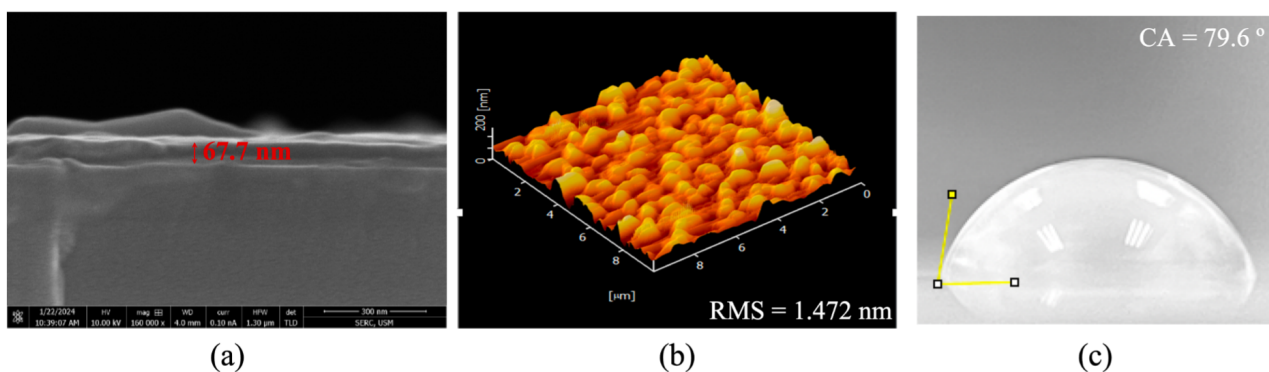 67.7 nm
1/22/2024 HV mag WD curr HFW det 300 nm
10:39:07 AM 10.00 kV 160 000 x 4.0 mm 0.10 nA 1.30 µm TLD SERC, USM
(a)
200 [nm]
0
2
4
6
8
0
2
4
6
8
[µm]
RMS = 1.472 nm
(b)
CA = 79.6 º
(c)